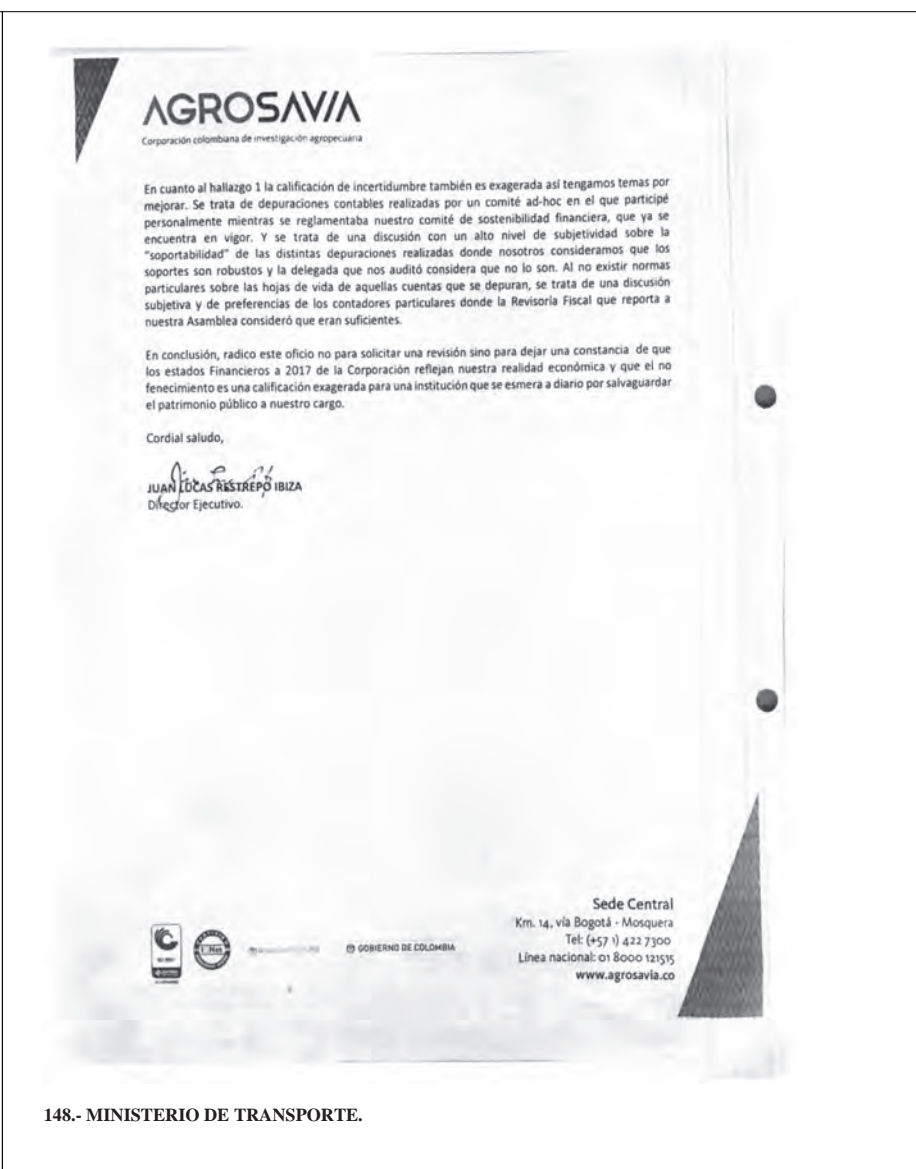 AGROSAVIA
Corporación colombiana de investigación agropecuaria
En cuanto al hallazgo 1 la calificación de incertidumbre también es exagerada así tengamos temas por
mejorar. Se trata de depuraciones contables realizadas por un comité ad-hoc en el que participé
personalmente mientras se reglamentaba nuestro comité de sostenibilidad financiera, que ya se
encuentra en vigor. Y se trata de una discusión con un alto nivel de subjetividad sobre la
"soportabilidad" de las distintas depuraciones realizadas donde nosotros consideramos que los
soportes son robustos y la delegada que nos auditó considera que no lo son. Al no existir normas
particulares sobre las hojas de vida de aquellas cuentas que se depuran, se trata de una discusión
subjetiva y de preferencias de los contadores particulares donde la Revisoría Fiscal que reporta a
nuestra Asamblea consideró que eran suficientes.
En conclusión, radico este oficio no para solicitar una revisión sino para dejar una constancia de que
los estados Financieros a 2017 de la Corporación reflejan nuestra realidad económica y que el no
fenecimiento es una calificación exagerada para una institución que se esmera a diario por salvaguardar
el patrimonio público a nuestro cargo.
Cordial saludo,
JUAN LUCAS RESTREPO IBIZA
Director Ejecutivo.
Sede Central
Km. 14, vía Bogotá - Mosquera
Tel: (+57 1) 422 7300
GOBIERNO DE COLOMBIA
Línea nacional: 01 8000 121515
www.agrosavia.co
148.- MINISTERIO DE TRANSPORTE.